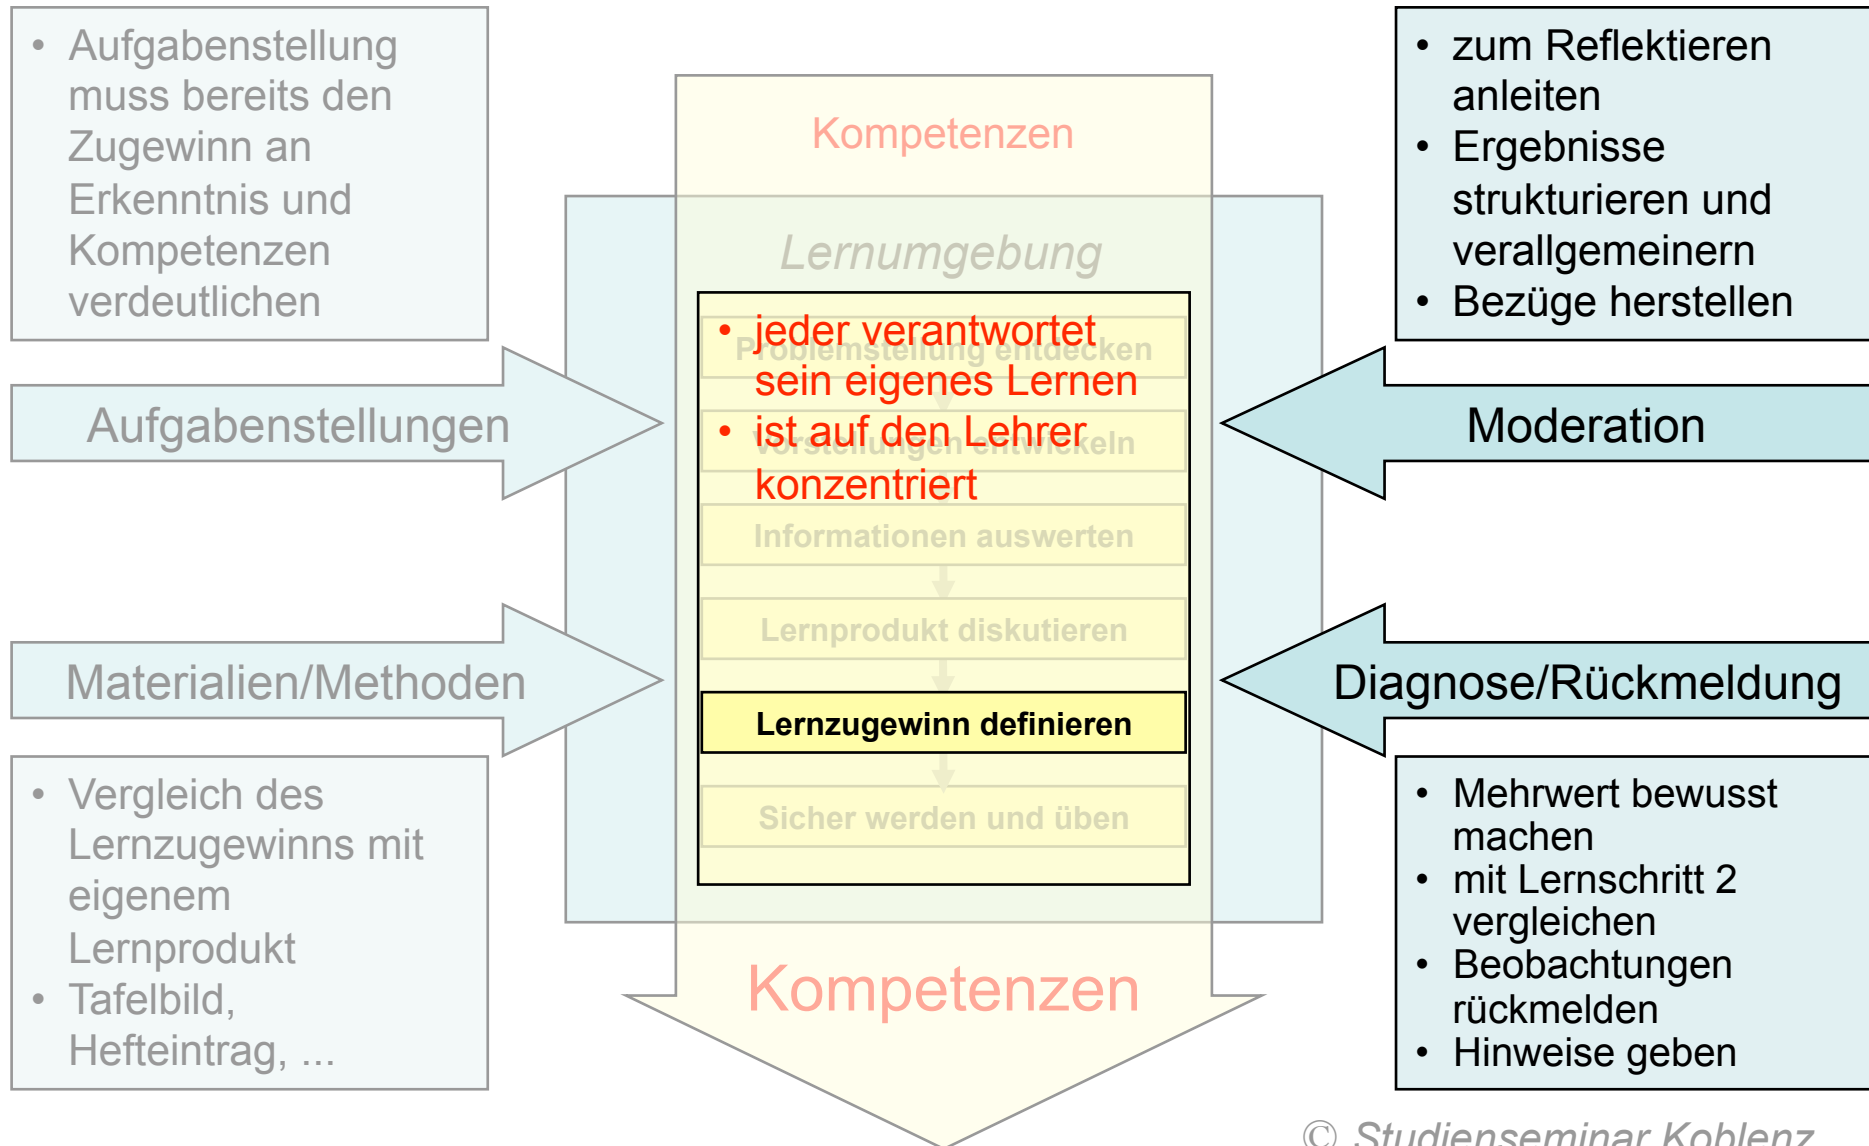 • Aufgabenstellung
muss bereits den
Zugewinn an
Erkenntnis und
Kompetenzen
verdeutlichen
Aufgabenstellungen
Materialien/Methoden
• Vergleich des
Lernzugewinns mit
eigenem
Lernprodukt
• Tafelbild,
Hefteintrag, ...
Kompetenzen
Lernumgebung
• jeder verantwortet
sein eigenes Lernen
• ist auf den Lehrer
konzentriert
Problemstellung entdecken
Vorstellungen entwickeln
Informationen auswerten
Lernprodukt diskutieren
Lernzugewinn definieren
Sicher werden und üben
Kompetenzen
• zum Reflektieren
anleiten
• Ergebnisse
strukturieren und
verallgemeinern
• Bezüge herstellen
Moderation
Diagnose/Rückmeldung
• Mehrwert bewusst
machen
• mit Lernschritt 2
vergleichen
• Beobachtungen
rückmelden
• Hinweise geben
© Studienseminar Koblenz